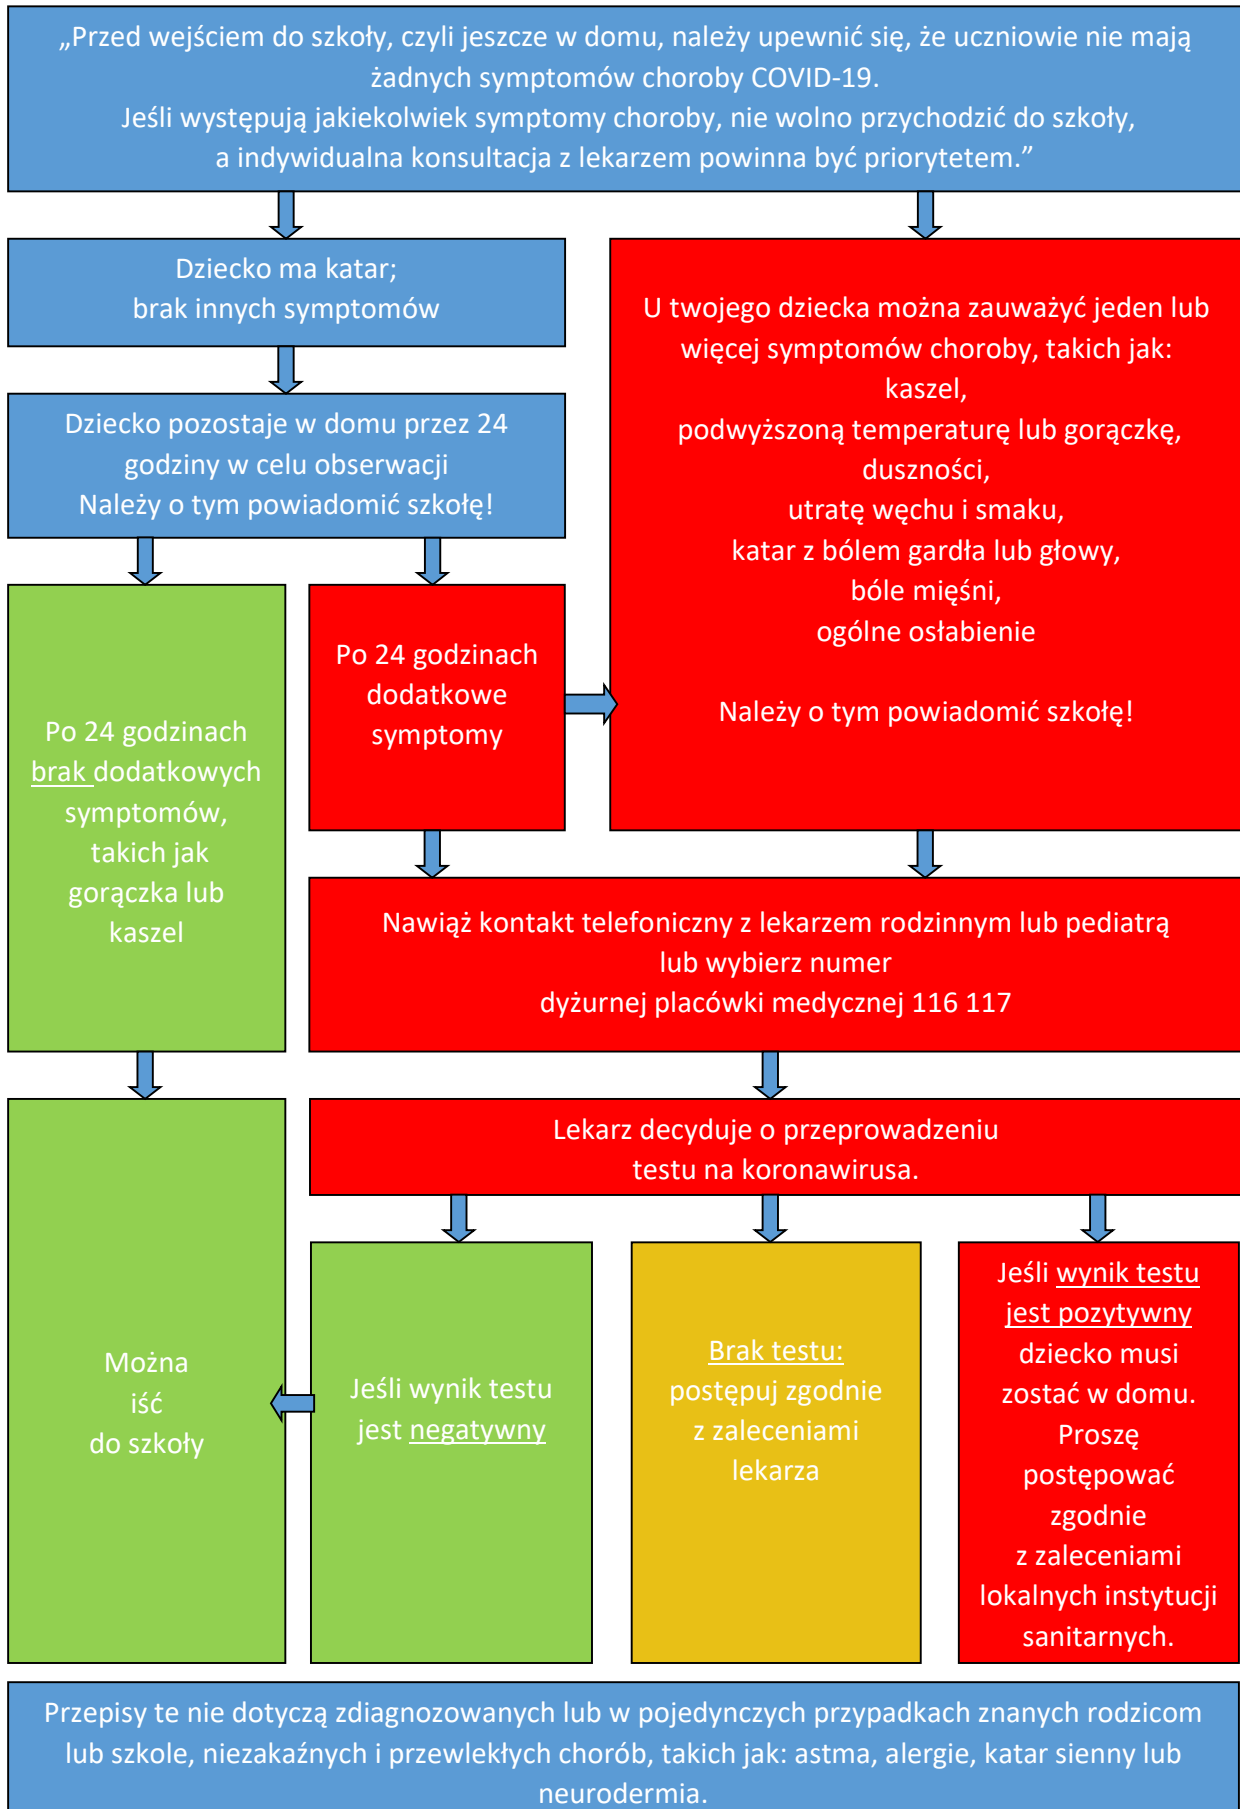 „Przed wejściem do szkoły, czyli jeszcze w domu, należy upewnić się, że uczniowie nie mają
żadnych symptomów choroby COVID-19.
Jeśli występują jakiekolwiek symptomy choroby, nie wolno przychodzić do szkoły,
a indywidualna konsultacja z lekarzem powinna być priorytetem.”
Dziecko ma katar;
brak innych symptomów
Dziecko pozostaje w domu przez 24
godziny w celu obserwacji
Należy o tym powiadomić szkołę!
U twojego dziecka można zauważyć jeden lub
więcej symptomów choroby, takich jak:
kaszel,
podwyższoną temperaturę lub gorączkę,
duszności,
utratę węchu i smaku,
katar z bólem gardła lub głowy,
bóle mięśni,
ogólne osłabienie
Należy o tym powiadomić szkołę!
Po 24 godzinach
brak dodatkowych
symptomów,
takich jak
gorączka lub
kaszel
Po 24 godzinach
dodatkowe
symptomy
Nawiąż kontakt telefoniczny z lekarzem rodzinnym lub pediatrą
lub wybierz numer
dyżurnej placówki medycznej 116 117
Lekarz decyduje o przeprowadzeniu
testu na koronawirusa.
Można
iść
do szkoły
Jeśli wynik testu
jest negatywny
Brak testu:
postępuj zgodnie
z zaleceniami
lekarza
Jeśli wynik testu
jest pozytywny
dziecko musi
zostać w domu.
Proszę
postępować
zgodnie
z zaleceniami
lokalnych instytucji
sanitarnych.
Przepisy te nie dotyczą zdiagnozowanych lub w pojedynczych przypadkach znanych rodzicom
lub szkole, niezakaźnych i przewlekłych chorób, takich jak: astma, alergie, katar sienny lub
neurodermia.